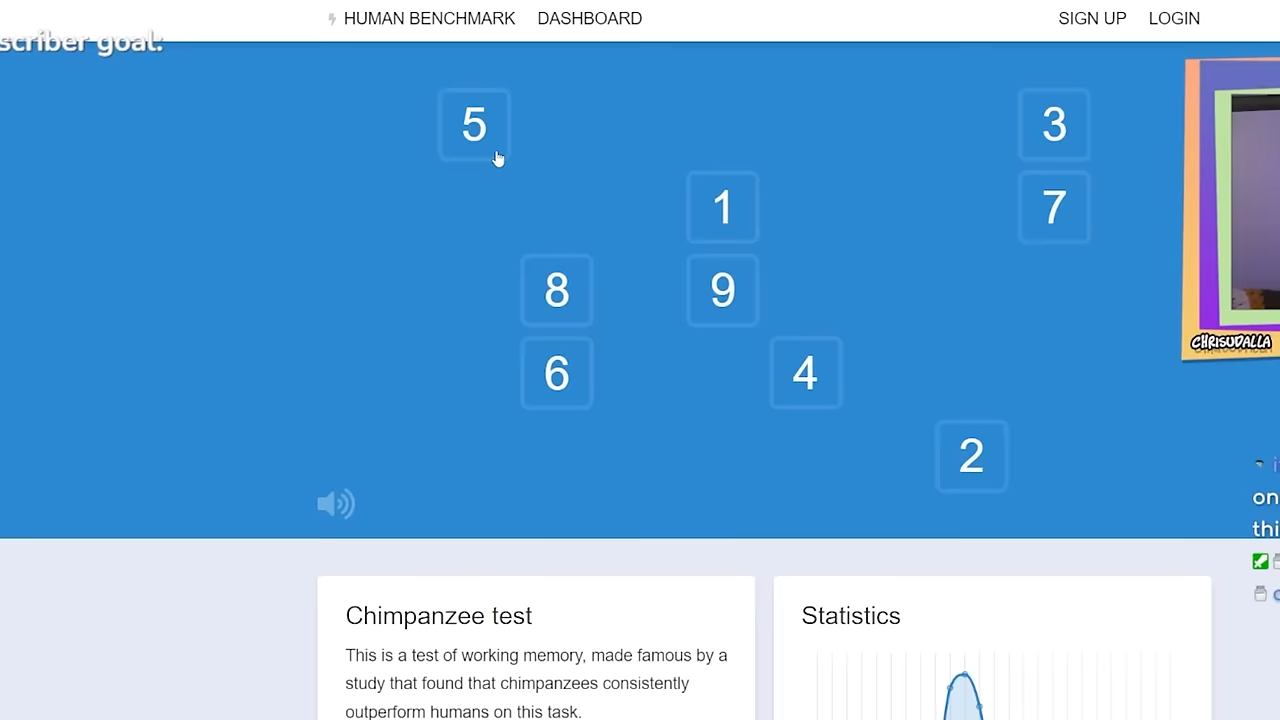 HUMAN BENCHMARK DASHBOARD SIGN UP LOGIN
scriber goal:
5 3
1 7
8 9
6 4
CHRISUDALLA
2
on
thi
Chimpanzee test
This is a test of working memory, made famous by a
study that found that chimpanzees consistently
outperform humans on this task.
Statistics